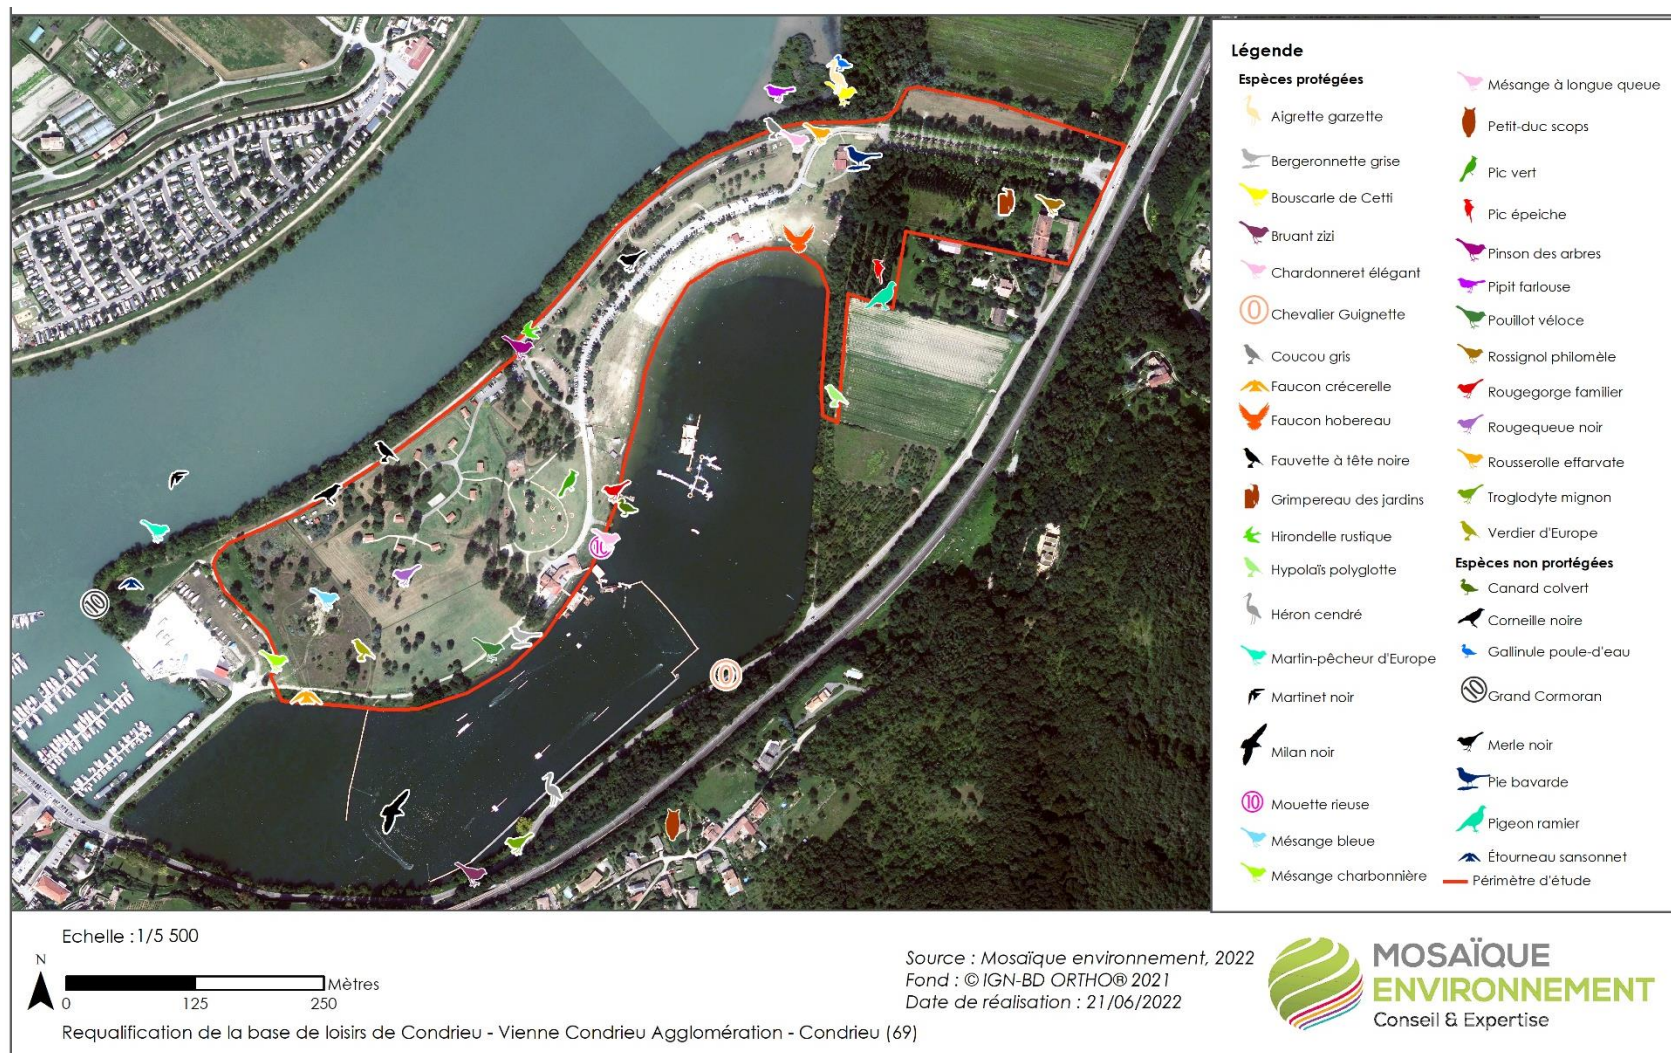 Légende
Espèces protégées
Aigrette garzette
Bergeronnette grise
Bouscarle de Cetti
Bruant zizi
Chardonneret élégant
Chevalier Guignette
Coucou gris
Faucon crécerelle
Faucon hobereau
Fauvette à tête noire
Grimpereau des jardins
Hirondelle rustique
Hypolaïs polyglotte
Héron cendré
Martin-pêcheur d'Europe
Martinet noir
Milan noir
10 Mouette rieuse
Mésange bleue
Mésange charbonnière
Mésange à longue queue
Petit-duc scops
Pic vert
Pic épeiche
Pinson des arbres
Pipit farlouse
Pouillot véloce
Rossignol philomèle
Rougegorge familier
Rougequeue noir
Rousserolle effarvate
Troglodyte mignon
Verdier d'Europe
Espèces non prortégées
Canard colvert
Corneille noire
Gallinule poule-d'eau
10 Grand Cormoran
Merle noir
Pie bavarde
Pigeon ramier
Étourneau sansonnet
Périmètre d'étude
10
10
Echelle : 1/5 500
N
Mètres
0 125 250
Requalification de la base de loisirs de Condrieu - Vienne Condrieu Agglomération - Condrieu (69)
Source : Mosaïque environnement, 2022
Fond : © IGN-BD ORTHO® 2021
Date de réalisation : 21/06/2022
MOSAÏQUE
ENVIRONNEMENT
Conseil & Expertise